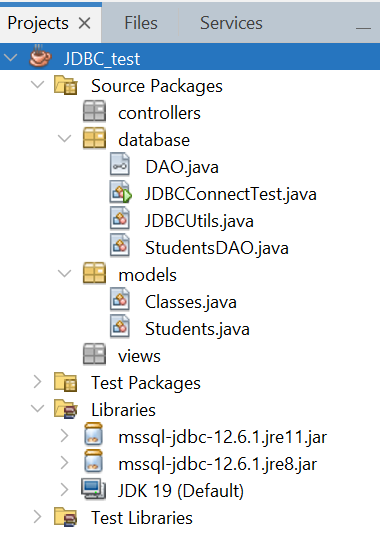 Projects × Files Services
JDBC_test
Source Packages
controllers
database
DAO.java
JDBCConnectTest.java
JDBCUtils.java
StudentsDAO.java
models
Classes.java
Students.java
views
Test Packages
Libraries
mssql-jdbc-12.6.1.jre11.jar
mssql-jdbc-12.6.1.jre8.jar
JDK 19 (Default)
Test Libraries